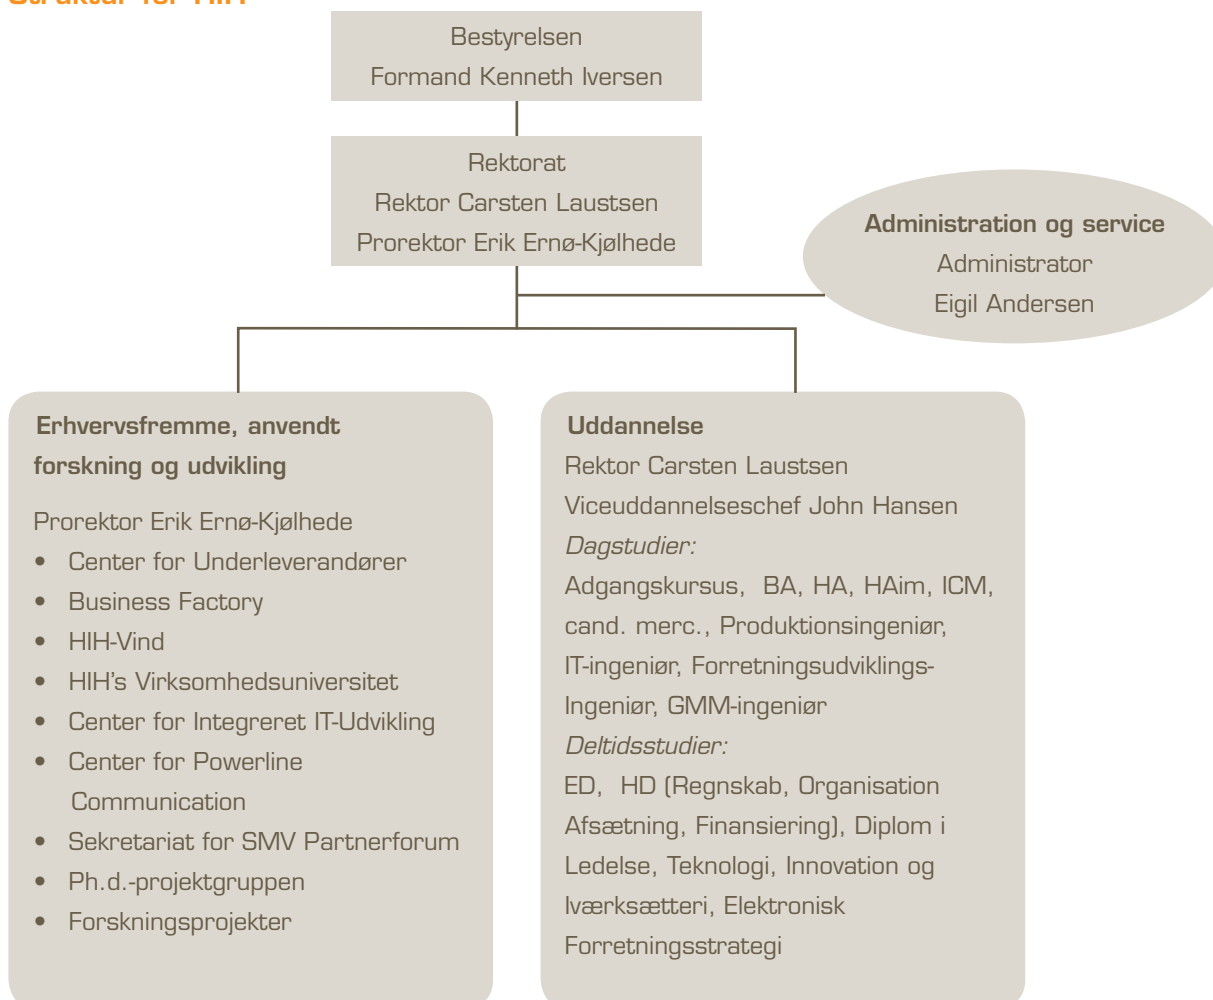 Struktur for HIH
Bestyrelsen
Formand Kenneth Iversen
Rektorat
Rektor Carsten Laustsen
Prorektor Erik Ernø-Kjølhede
Administration og service
Administrator
Eigil Andersen
Erhvervsfremme, anvendt
forskning og udvikling
Prorektor Erik Ernø-Kjølhede
• Center for Underleverandører
• Business Factory
• HIH-Vind
• HIH's Virksomhedsuniversitet
• Center for Integreret IT-Udvikling
• Center for Powerline
Communication
• Sekretariat for SMV Partnerforum
• Ph.d.-projektgruppen
• Forskningsprojekter
Uddannelse
Rektor Carsten Laustsen
Viceuddannelseschef John Hansen
Dagstudier:
Adgangskursus, BA, HA, HAim, ICM,
cand. merc., Produktionsingeniør,
IT-ingeniør, Forretningsudviklings-
Ingeniør, GMM-ingeniør
Deltidsstudier:
ED, HD (Regnskab, Organisation
Afsætning, Finansiering), Diplom i
Ledelse, Teknologi, Innovation og
Iværksætteri, Elektronisk
Forretningsstrategi